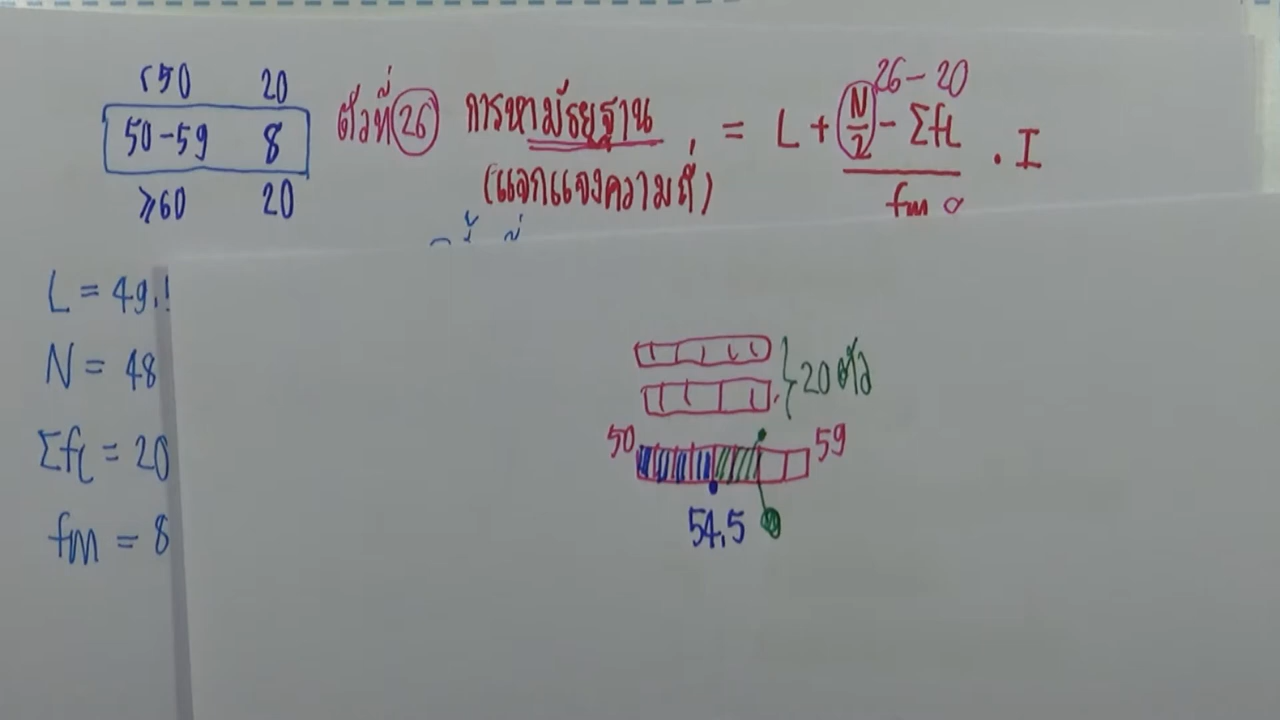 <50 20
50-59 8
≥60 20
ตัวที่ 26
การหามัธยฐาน
(แจกแจงความถี่)
= L + (N/2 - ΣfL)/fm · I
26-20
L = 49.
N = 48
ΣfL = 20
fm = 8
20 ตัว
50 59
54.5